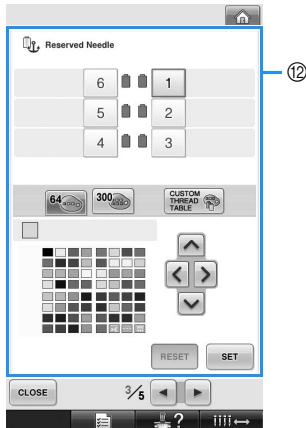 Reserved Needle
⑫
6 1
5 2
4 3
64 300 CUSTOM THREAD TABLE
RESET SET
CLOSE 3/5
?